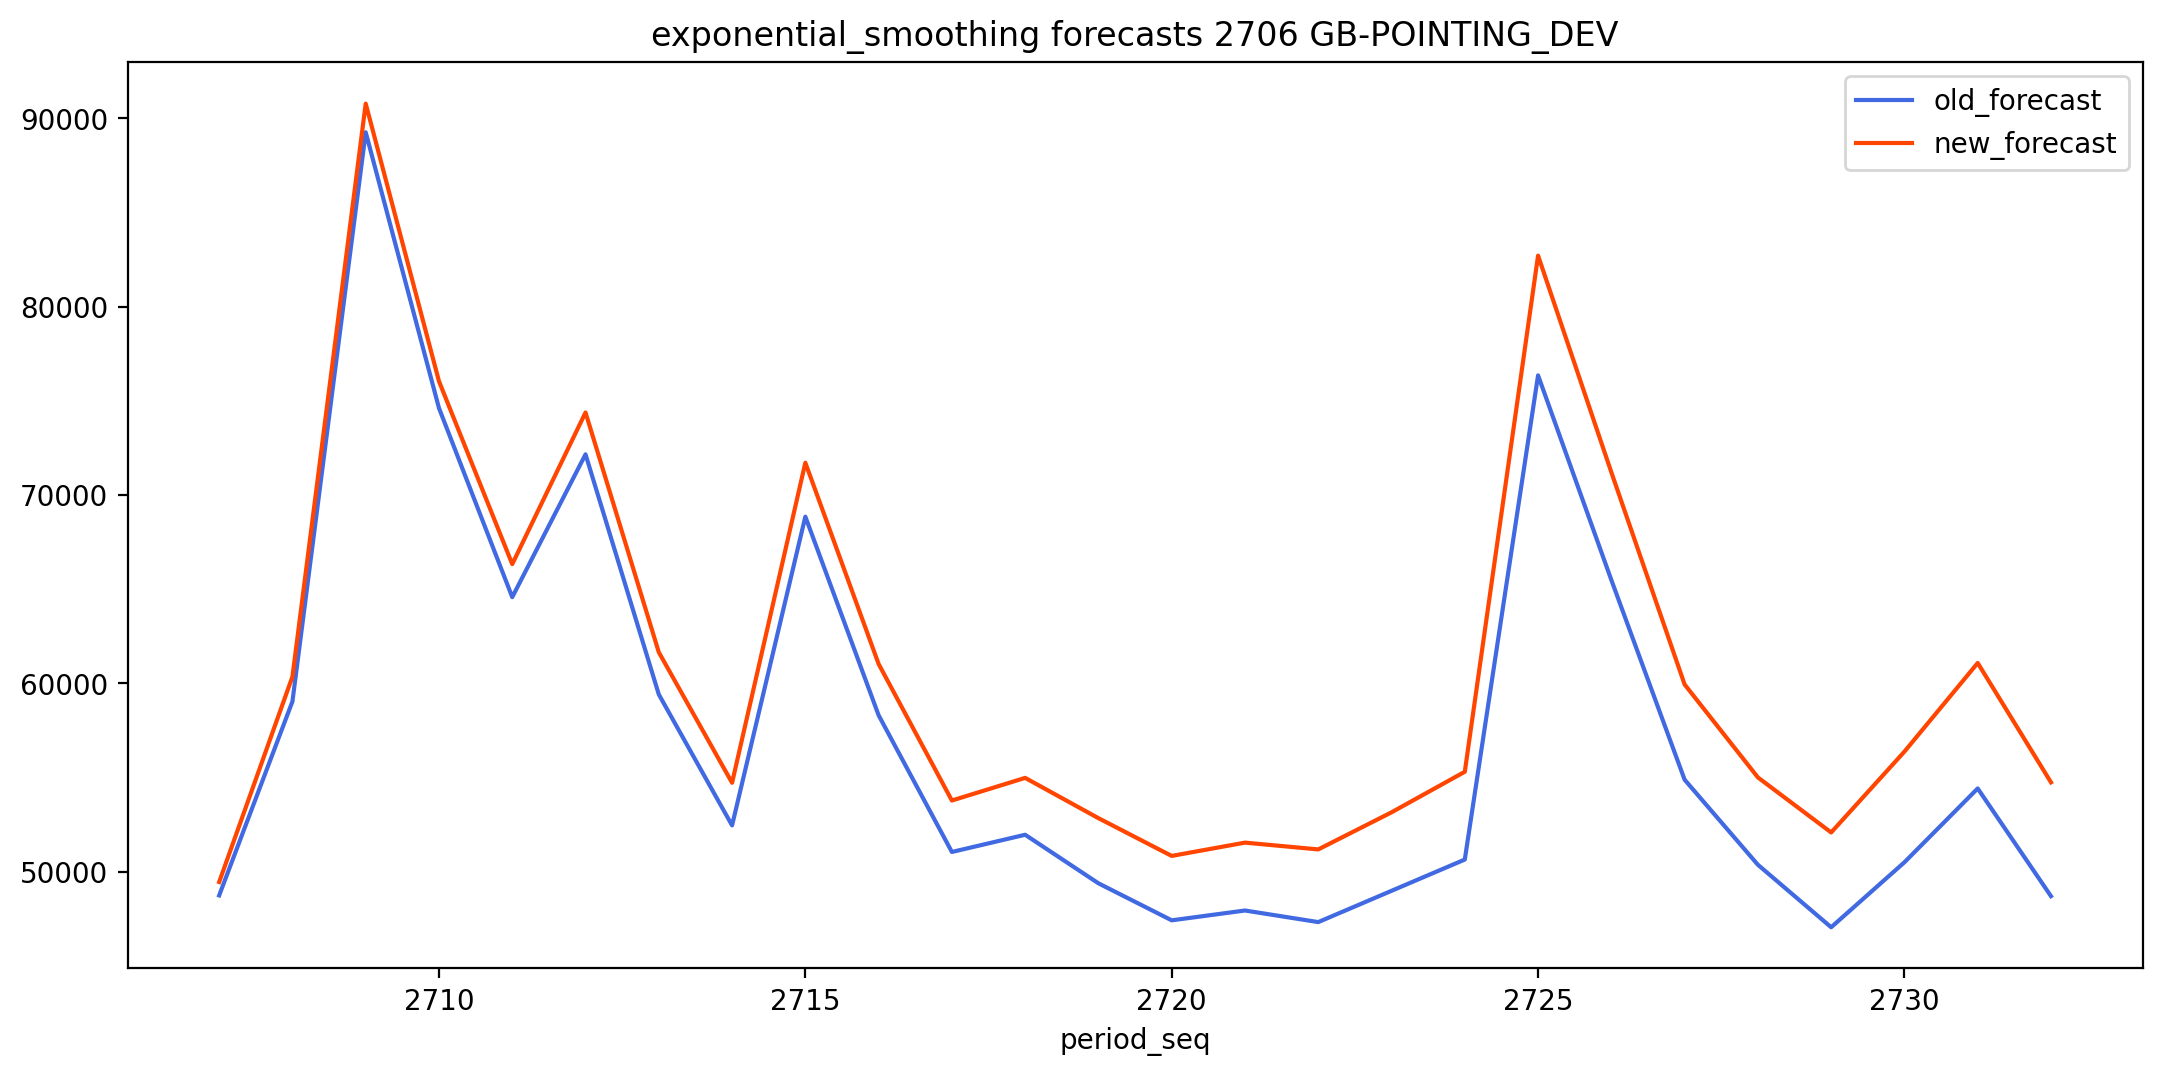 exponential_smoothing forecasts 2706 GB-POINTING_DEV
old_forecast
new_forecast
90000
80000
70000
60000
50000
2710 2715 2720 2725 2730
period_seq